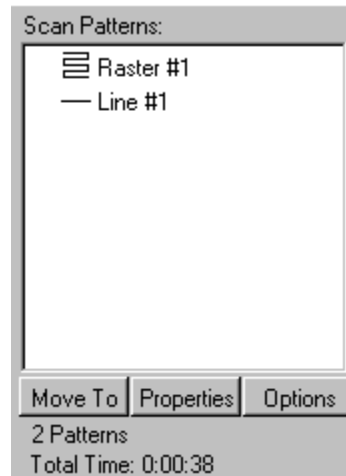 Scan Patterns:
Raster #1
Line #1
Move To Properties Options
2 Patterns
Total Time: 0:00:38